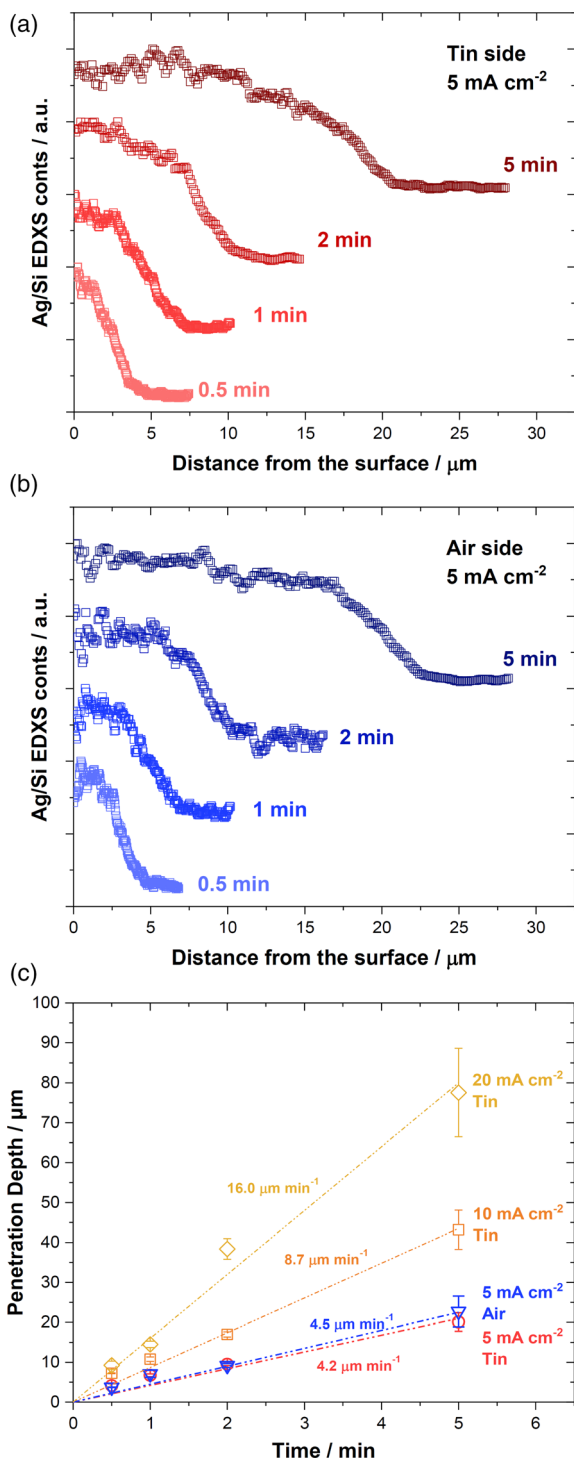 (a)
Tin side
5 mA cm⁻²
5 min
2 min
1 min
0.5 min
Ag/Si EDXS conts / a.u.
0 5 10 15 20 25 30
Distance from the surface / μm
(b)
Air side
5 mA cm⁻²
5 min
2 min
1 min
0.5 min
Ag/Si EDXS conts / a.u.
0 5 10 15 20 25 30
Distance from the surface / μm
(c)
100
90
80
70
60
50
40
30
20
10
0
Penetration Depth / μm
20 mA cm⁻²
Tin
16.0 μm min⁻¹
10 mA cm⁻²
Tin
8.7 μm min⁻¹
5 mA cm⁻²
Air
4.5 μm min⁻¹
5 mA cm⁻²
Tin
4.2 μm min⁻¹
0 1 2 3 4 5 6
Time / min